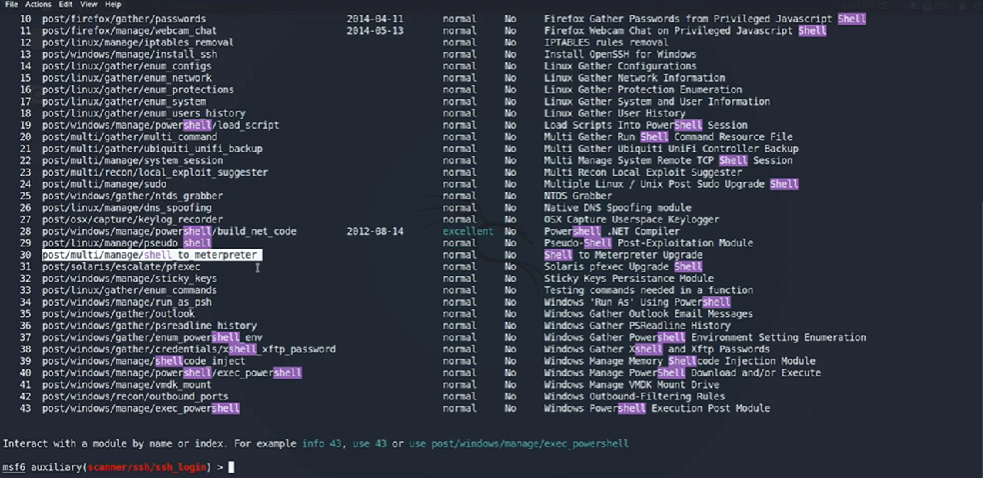 File Actions Edit View Help
10 post/firefox/gather/passwords 2014-04-11 normal No Firefox Gather Passwords from Privileged Javascript Shell
11 post/firefox/manage/webcam_chat 2014-05-13 normal No Firefox Webcam Chat on Privileged Javascript Shell
12 post/linux/manage/iptables_removal normal No IPTABLES rules removal
13 post/windows/manage/install_ssh normal No Install OpenSSH for Windows
14 post/linux/gather/enum_configs normal No Linux Gather Configurations
15 post/linux/gather/enum_network normal No Linux Gather Network Information
16 post/linux/gather/enum_protections normal No Linux Gather Protection Enumeration
17 post/linux/gather/enum_system normal No Linux Gather System and User Information
18 post/linux/gather/enum_users_history normal No Linux Gather User History
19 post/windows/manage/powershell/load_script normal No Load Scripts Into PowerShell Session
20 post/multi/gather/multi_command normal No Multi Gather Run Shell Command Resource File
21 post/multi/gather/ubiquiti_unifi_backup normal No Multi Gather Ubiquiti UniFi Controller Backup
22 post/multi/manage/system_session normal No Multi Manage System Remote TCP Shell Session
23 post/multi/recon/local_exploit_suggester normal No Multi Recon Local Exploit Suggester
24 post/multi/manage/sudo normal No Multiple Linux / Unix Post Sudo Upgrade Shell
25 post/windows/gather/ntds_grabber normal No NTDS Grabber
26 post/linux/manage/dns_spoofing normal No Native DNS Spoofing module
27 post/osx/capture/keylog_recorder normal No OSX Capture Userspace Keylogger
28 post/windows/manage/powershell/build_net_code 2012-08-14 excellent No Powershell .NET Compiler
29 post/linux/manage/pseudo_shell normal No Pseudo-Shell Post-Exploitation Module
30 post/multi/manage/shell_to_meterpreter normal No Shell to Meterpreter Upgrade
31 post/solaris/escalate/pfexec normal No Solaris pfexec Upgrade Shell
32 post/windows/manage/sticky_keys normal No Sticky Keys Persistance Module
33 post/linux/gather/enum_commands normal No Testing commands needed in a function
34 post/windows/manage/run_as_psh normal No Windows 'Run As' Using Powershell
35 post/windows/gather/outlook normal No Windows Gather Outlook Email Messages
36 post/windows/gather/psreadline_history normal No Windows Gather PSReadline History
37 post/windows/gather/enum_powershell_env normal No Windows Gather Powershell Environment Setting Enumeration
38 post/windows/gather/credentials/xshell_xftp_password normal No Windows Gather Xshell and Xftp Passwords
39 post/windows/manage/shellcode_inject normal No Windows Manage Memory Shellcode Injection Module
40 post/windows/manage/powershell/exec_powershell normal No Windows Manage PowerShell Download and/or Execute
41 post/windows/manage/vmdk_mount normal No Windows Manage VMDK Mount Drive
42 post/windows/recon/outbound_ports normal No Windows Outbound-Filtering Rules
43 post/windows/manage/exec_powershell normal No Windows Powershell Execution Post Module
Interact with a module by name or index. For example info 43, use 43 or use post/windows/manage/exec_powershell
msf6 auxiliary(scanner/ssh/ssh_login) >